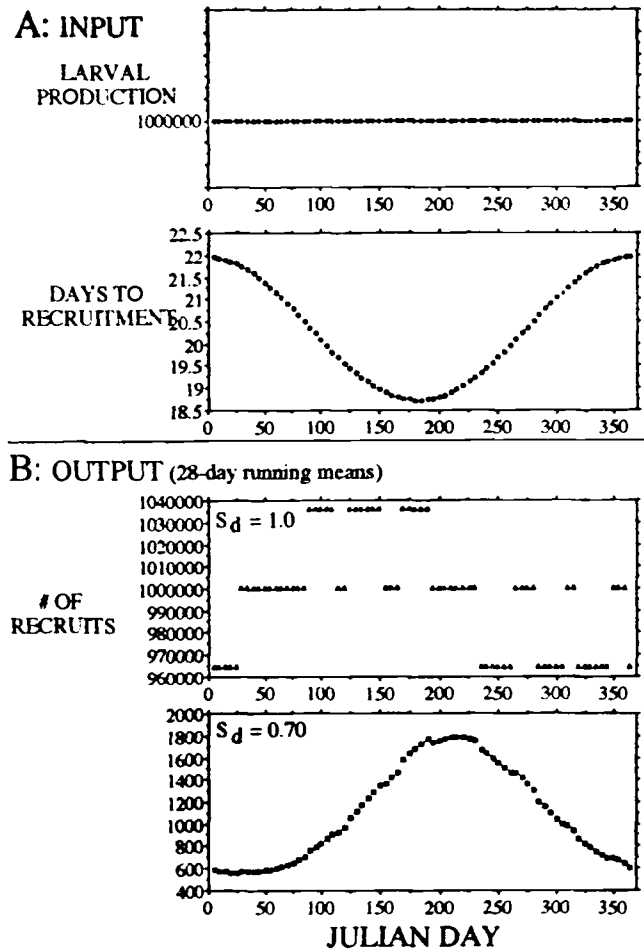 A: INPUT
LARVAL
PRODUCTION
1000000
0 50 100 150 200 250 300 350
DAYS TO
RECRUITMENT
22.5
22
21.5
21
20.5
20
19.5
19
18.5
0 50 100 150 200 250 300 350
B: OUTPUT (28-day running means)
S_d = 1.0
# OF
RECRUITS
1040000
1030000
1020000
1010000
1000000
990000
980000
970000
960000
0 50 100 150 200 250 300 350
S_d = 0.70
2000
1800
1600
1400
1200
1000
800
600
400
0 50 100 150 200 250 300 350
JULIAN DAY